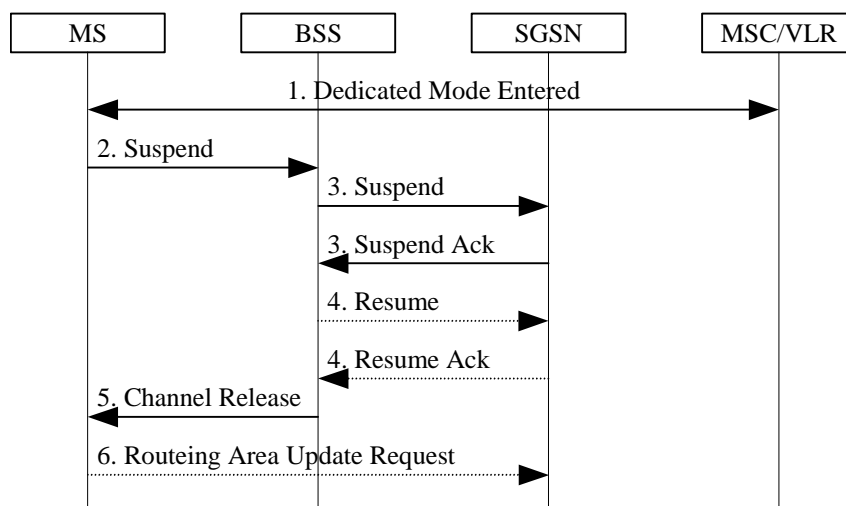 MS
BSS
SGSN
MSC/VLR
1. Dedicated Mode Entered
2. Suspend
3. Suspend
3. Suspend Ack
4. Resume
4. Resume Ack
5. Channel Release
6. Routeing Area Update Request